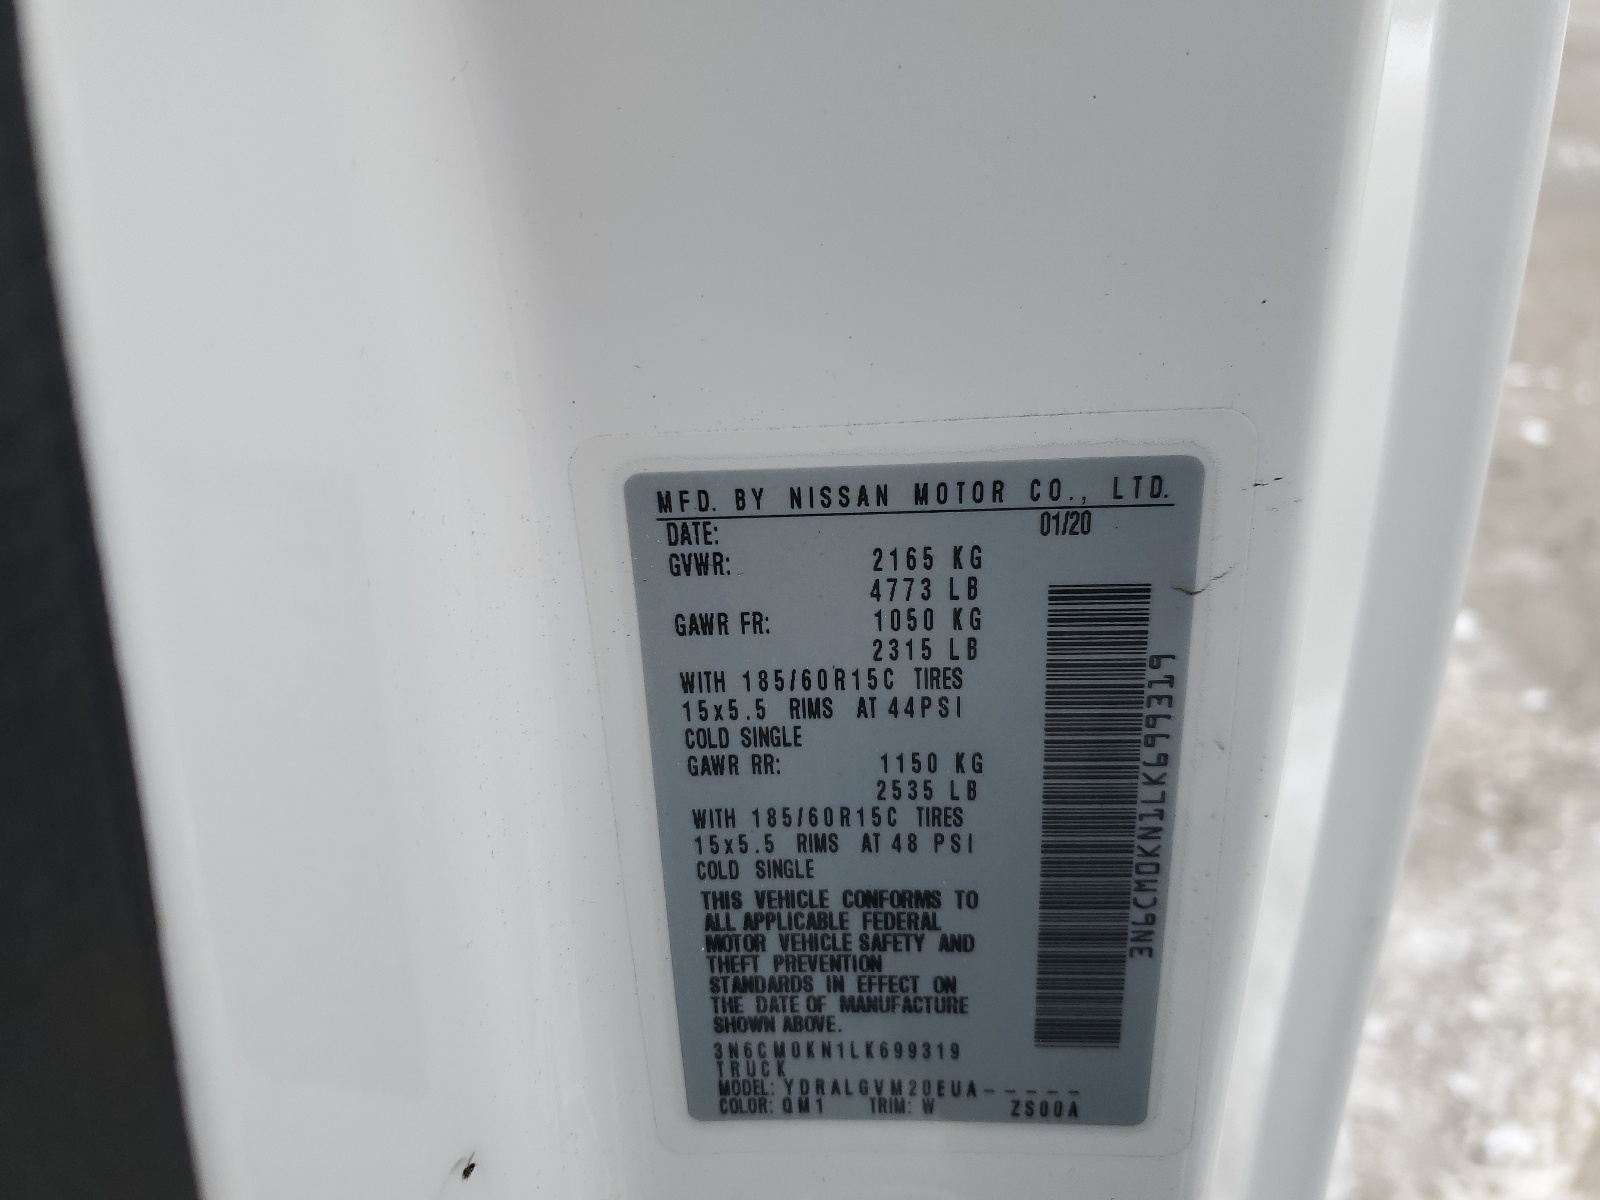 MFD. BY NISSAN MOTOR CO., LTD.
DATE: 01/20
GVWR: 2165 KG
4773 LB
GAWR FR: 1050 KG
2315 LB
WITH 185/60R15C TIRES
15x5.5 RIMS AT 44PSI
COLD SINGLE
GAWR RR: 1150 KG
2535 LB
WITH 185/60R15C TIRES
15x5.5 RIMS AT 48 PSI
COLD SINGLE
THIS VEHICLE CONFORMS TO
ALL APPLICABLE FEDERAL
MOTOR VEHICLE SAFETY AND
THEFT PREVENTION
STANDARDS IN EFFECT ON
THE DATE OF MANUFACTURE
SHOWN ABOVE.
3N6CM0KN1LK699319
TRUCK
MODEL: YDRALGVM20EUA-----
COLOR: QM1 TRIM: W ZS00A
3N6CM0KN1LK699319